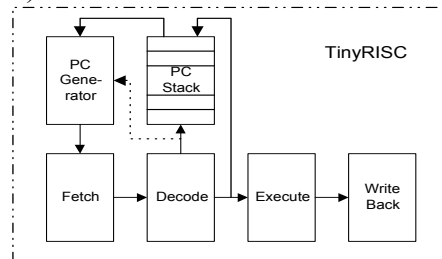 TinyRISC
PC
Gene-
rator
PC
Stack
Fetch
Decode
Execute
Write
Back